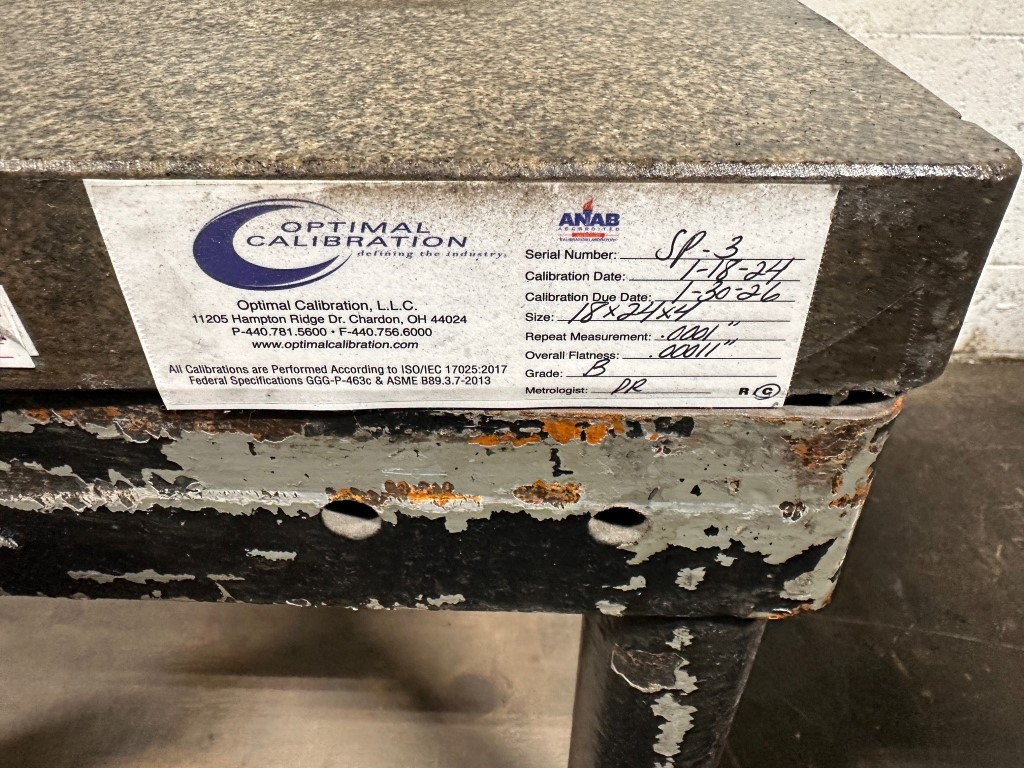 OPTIMAL
CALIBRATION
defining the industry.
Optimal Calibration, L.L.C.
11205 Hampton Ridge Dr. Chardon, OH 44024
P-440.781.5600 • F-440.756.6000
www.optimalcalibration.com
All Calibrations are Performed According to ISO/IEC 17025:2017
Federal Specifications GGG-P-463c & ASME B89.3.7-2013
ANAB
ACCREDITED
CALIBRATION LABORATORY
Serial Number: SP-3
Calibration Date: 1-18-24
Calibration Due Date: 1-30-26
Size: 18x24x4
Repeat Measurement: .0001"
Overall Flatness: .00011"
Grade: B
Metrologist: DR
R C